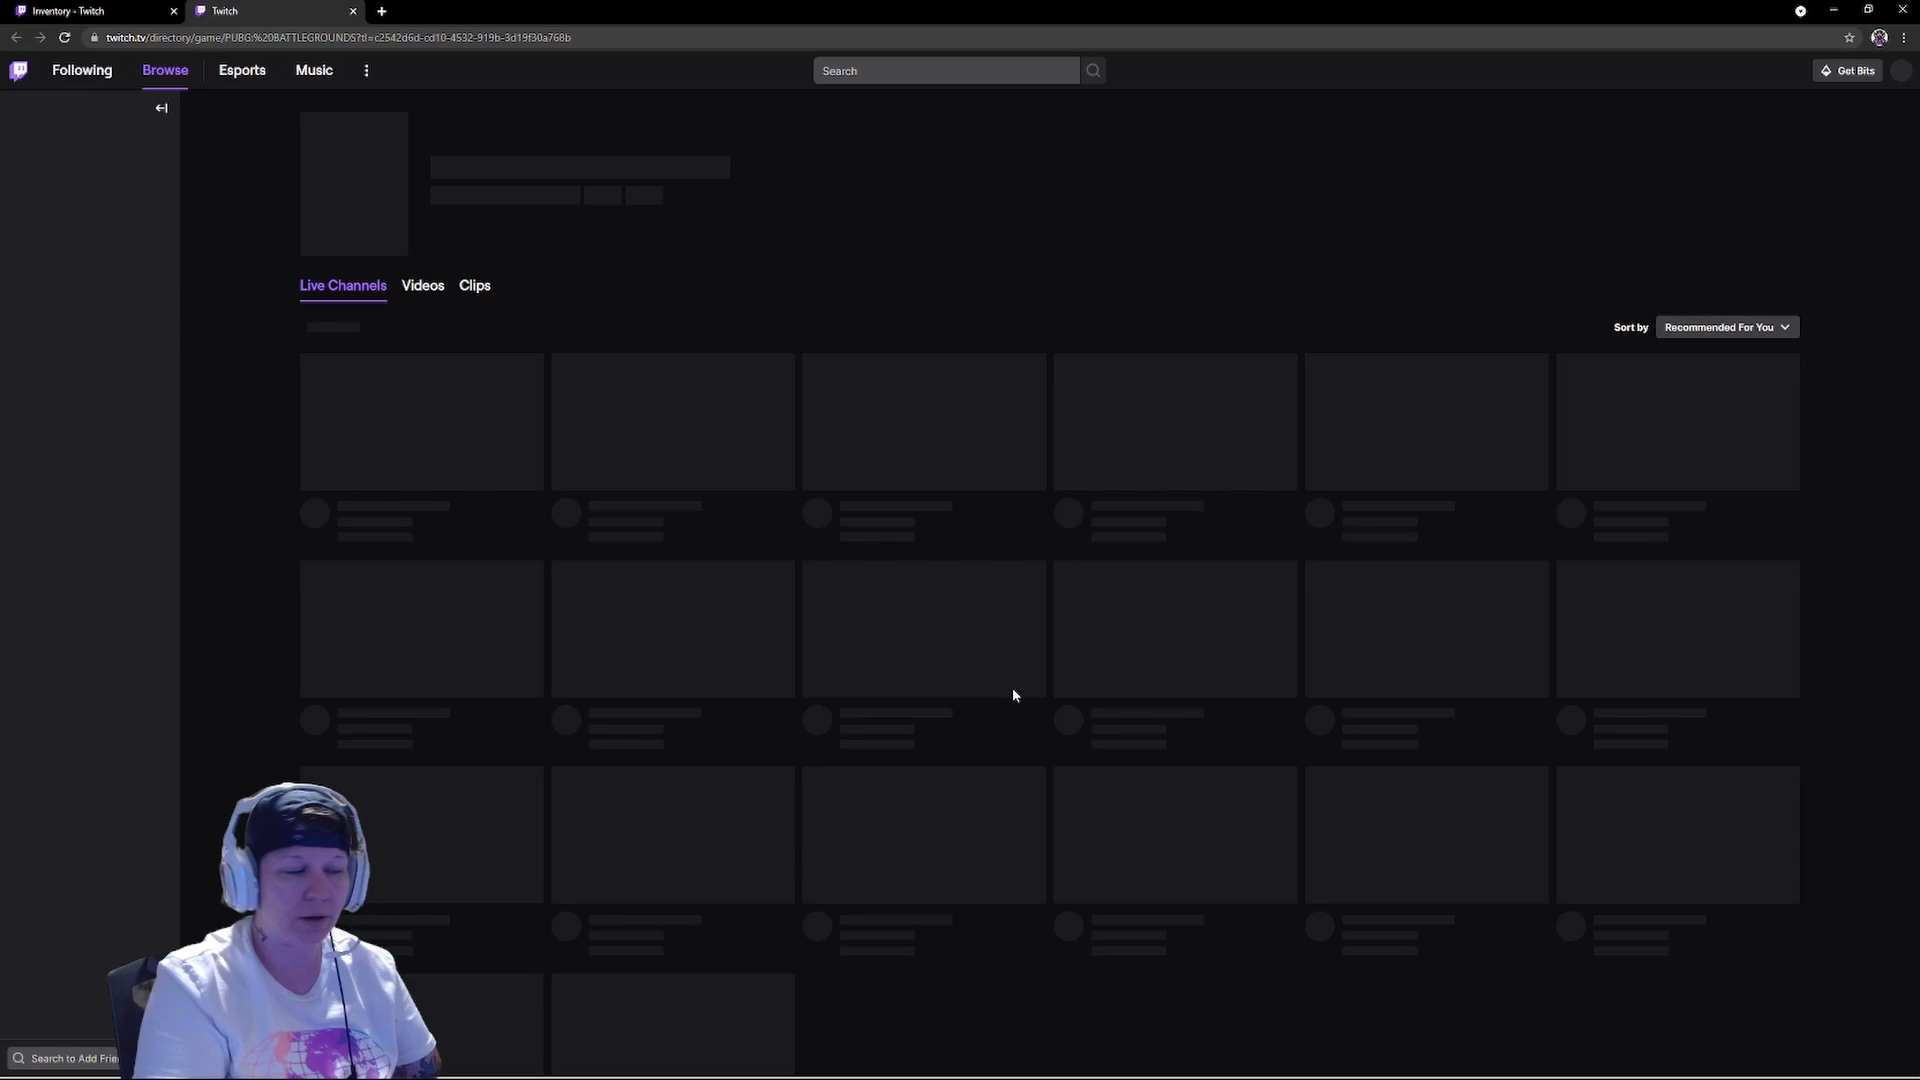 Inventory - Twitch
Twitch
twitch.tv/directory/game/PUBG:%20BATTLEGROUNDS?tl=c2542d6d-cd10-4532-919b-3d19f30a768b
Following
Browse
Esports
Music
Search
Get Bits
Live Channels
Videos
Clips
Sort by
Recommended For You
Search to Add Frie